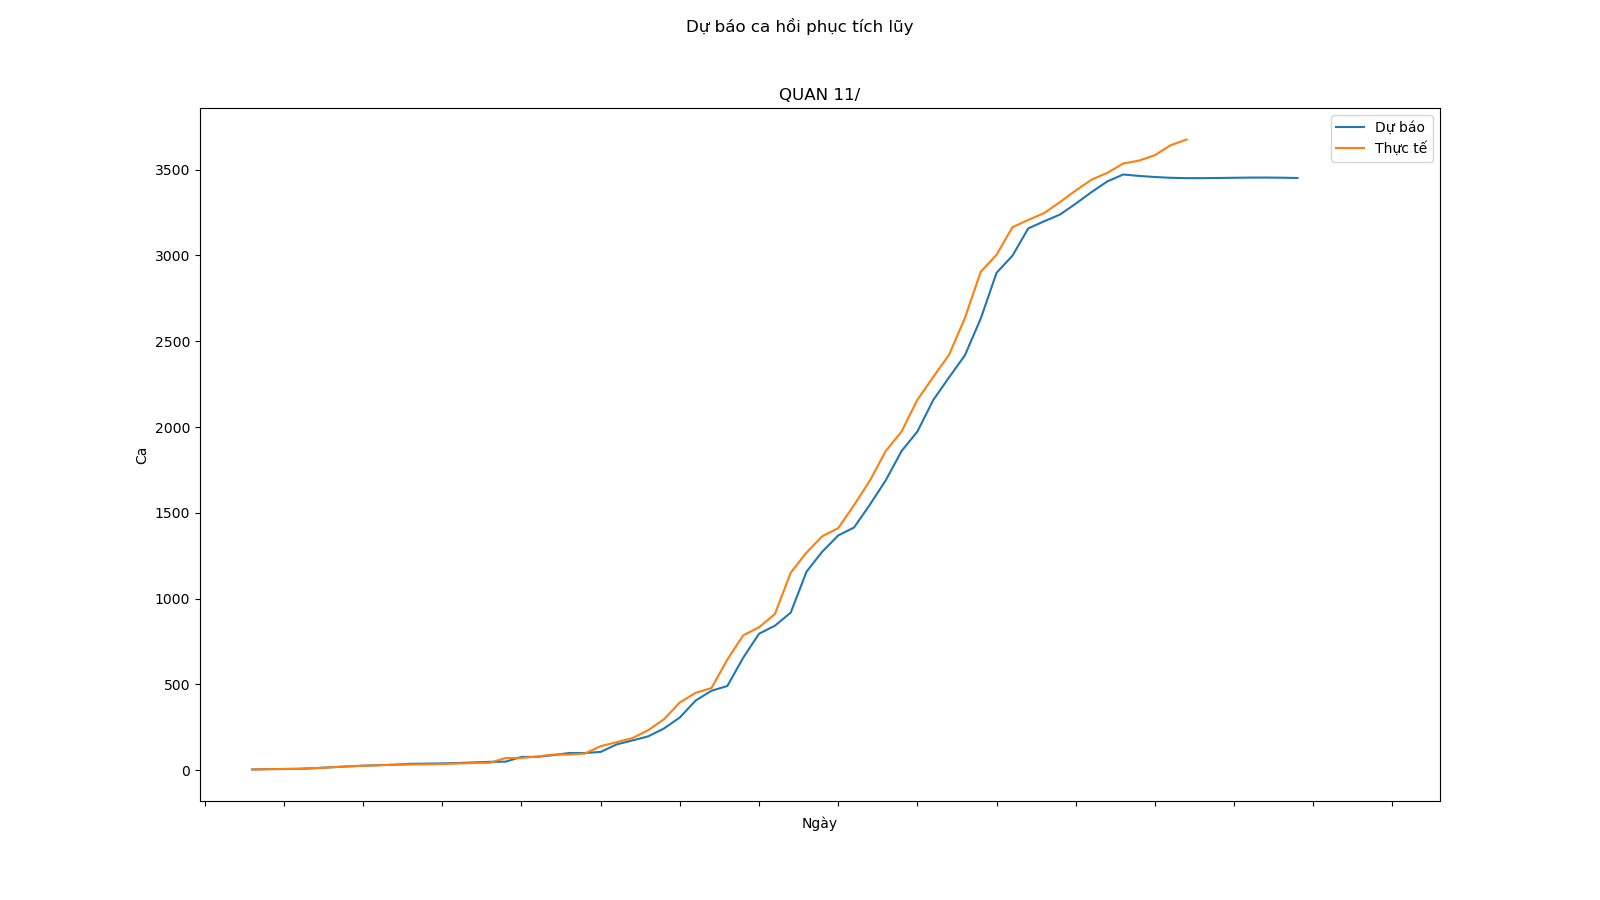 Dự báo ca hồi phục tích lũy
QUAN 11/
Dự báo
Thực tế
3500
3000
2500
2000
1500
1000
500
0
Ca
Ngày